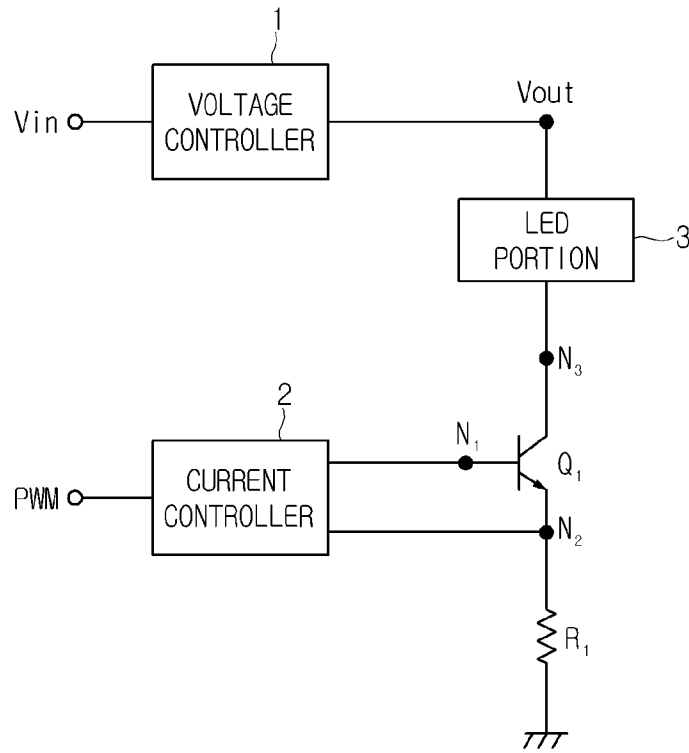 1
Vin
VOLTAGE
CONTROLLER
Vout
LED
PORTION
3
N₃
2
N₁
Q₁
PWM
CURRENT
CONTROLLER
N₂
R₁